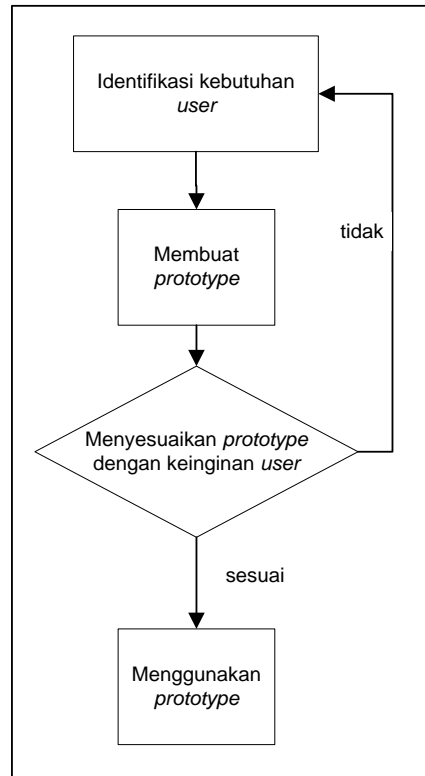 Identifikasi kebutuhan
user
Membuat
prototype
tidak
Menyesuaikan prototype
dengan keinginan user
sesuai
Menggunakan
prototype